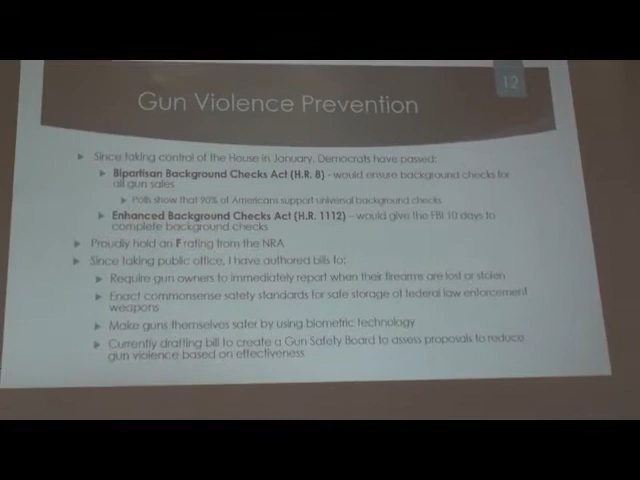 12
Gun Violence Prevention
Since taking control of the House in January, Democrats have passed:
Bipartisan Background Checks Act (H.R. 8) - would ensure background checks for
all gun sales
Polls show that 90% of Americans support universal background checks
Enhanced Background Checks Act (H.R. 1112) – would give the FBI 10 days to
complete background checks
Proudly hold an F rating from the NRA
Since taking public office, I have authored bills to:
Require gun owners to immediately report when their firearms are lost or stolen
Enact commonsense safety standards for safe storage of federal law enforcement
weapons
Make guns themselves safer by using biometric technology
Currently drafting bill to create a Gun Safety Board to assess proposals to reduce
gun violence based on effectiveness